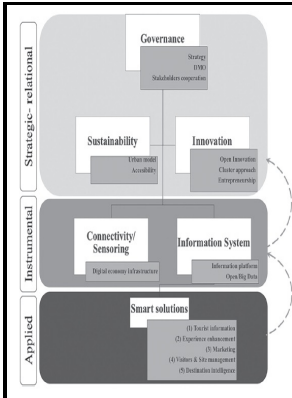 Strategic- relational
Governance
Strategy
DMO
Stakeholders cooperation
Sustainability
Urban model
Accesibility
Innovation
Open Innovation
Cluster approach
Entrepreneurship
Instrumental
Connectivity/
Sensoring
Digital economy infrastructure
Information System
Information platform
Open/Big Data
Applied
Smart solutions
(1) Tourist information
(2) Experience enhancement
(3) Marketing
(4) Visitors & Site management
(5) Destination intelligence